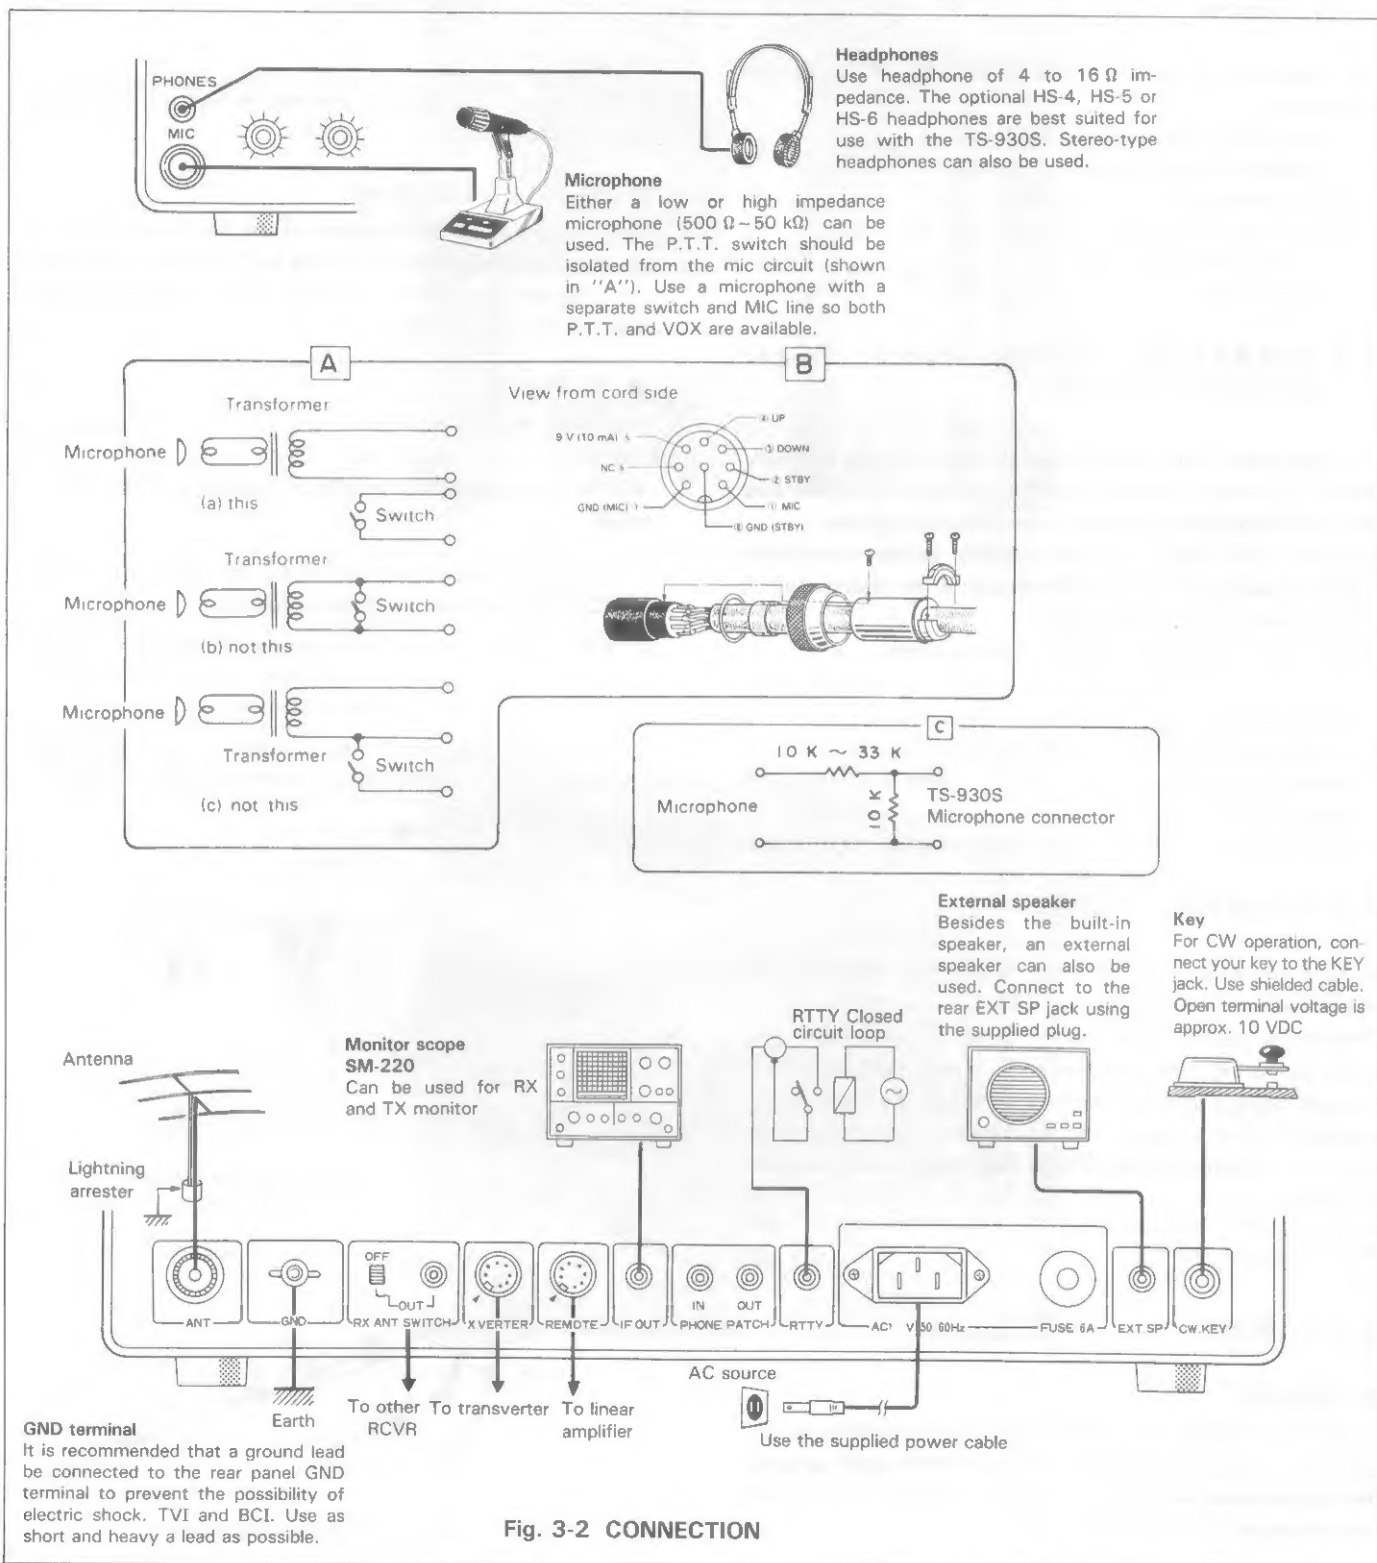 PHONES
MIC
Headphones
Use headphone of 4 to 16 Ω im-
pedance. The optional HS-4, HS-5 or
HS-6 headphones are best suited for
use with the TS-930S. Stereo-type
headphones can also be used.
Microphone
Either a low or high impedance
microphone (500 Ω ~ 50 kΩ) can be
used. The P.T.T. switch should be
isolated from the mic circuit (shown
in "A"). Use a microphone with a
separate switch and MIC line so both
P.T.T. and VOX are available.
A
Transformer
Microphone
(a) this
Switch
Transformer
Microphone
Switch
(b) not this
Microphone
Transformer
Switch
(c) not this
B
View from cord side
④ UP
9 V (10 mA) 5
③ DOWN
NC 6
② STBY
GND (MIC) 7
① MIC
⑧ GND (STBY)
C
10 K ~ 33 K
Microphone
10 K
TS-930S
Microphone connector
External speaker
Besides the built-in
speaker, an external
speaker can also be
used. Connect to the
rear EXT SP jack using
the supplied plug.
Key
For CW operation, con-
nect your key to the KEY
jack. Use shielded cable.
Open terminal voltage is
approx. 10 VDC
RTTY Closed
circuit loop
Monitor scope
SM-220
Can be used for RX
and TX monitor
Antenna
Lightning
arrester
ANT
GND
OFF
OUT
RX ANT SWITCH
X VERTER
REMOTE
IF OUT
IN OUT
PHONE PATCH
RTTY
AC V 50 60Hz
FUSE 6A
EXT.SP
CW.KEY
Earth
To other
RCVR
To transverter
To linear
amplifier
AC source
Use the supplied power cable
GND terminal
It is recommended that a ground lead
be connected to the rear panel GND
terminal to prevent the possibility of
electric shock. TVI and BCI. Use as
short and heavy a lead as possible.
Fig. 3-2 CONNECTION